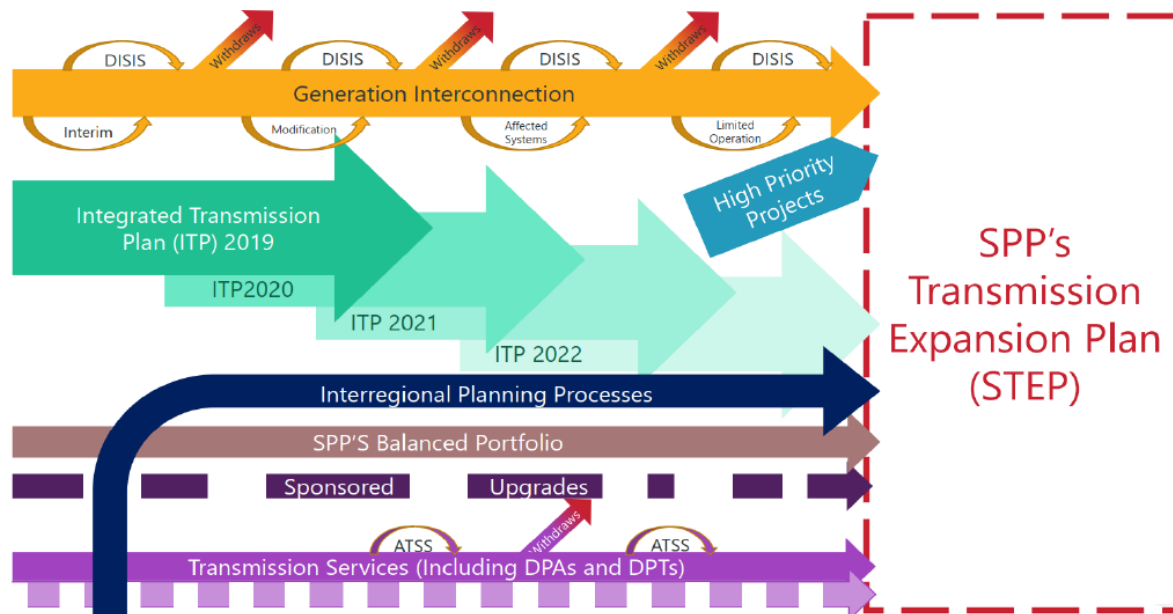 DISIS
Withdraws
DISIS
Withdraws
DISIS
Withdraws
DISIS
Generation Interconnection
Interim
Modification
Affected
Systems
Limited
Operation
High Priority
Projects
Integrated Transmission
Plan (ITP) 2019
ITP2020
ITP 2021
ITP 2022
Interregional Planning Processes
SPP'S Balanced Portfolio
Sponsored
Upgrades
ATSS
Withdraws
ATSS
Transmission Services (Including DPAs and DPTs)
SPP's
Transmission
Expansion Plan
(STEP)